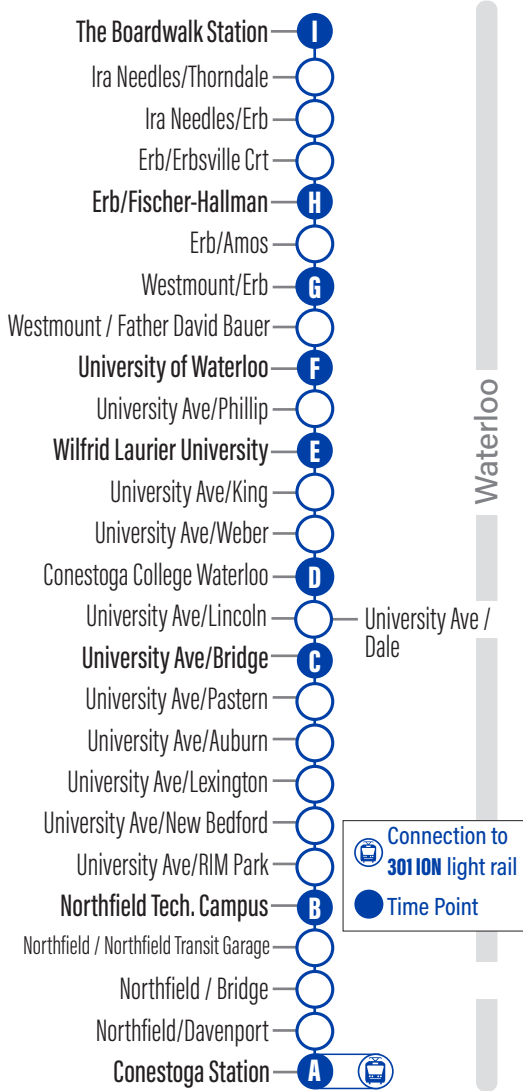 The Boardwalk Station I
Ira Needles/Thorndale
Ira Needles/Erb
Erb/Erbsville Crt
Erb/Fischer-Hallman H
Erb/Amos
Westmount/Erb G
Westmount / Father David Bauer
University of Waterloo F
University Ave/Phillip
Wilfrid Laurier University E
University Ave/King
University Ave/Weber
Conestoga College Waterloo D
University Ave/Lincoln
University Ave /
Dale
University Ave/Bridge C
University Ave/Pastern
University Ave/Auburn
University Ave/Lexington
University Ave/New Bedford
University Ave/RIM Park
Northfield Tech. Campus B
Northfield / Northfield Transit Garage
Northfield / Bridge
Northfield/Davenport
Conestoga Station A
Waterloo
Connection to
301 ION light rail
Time Point